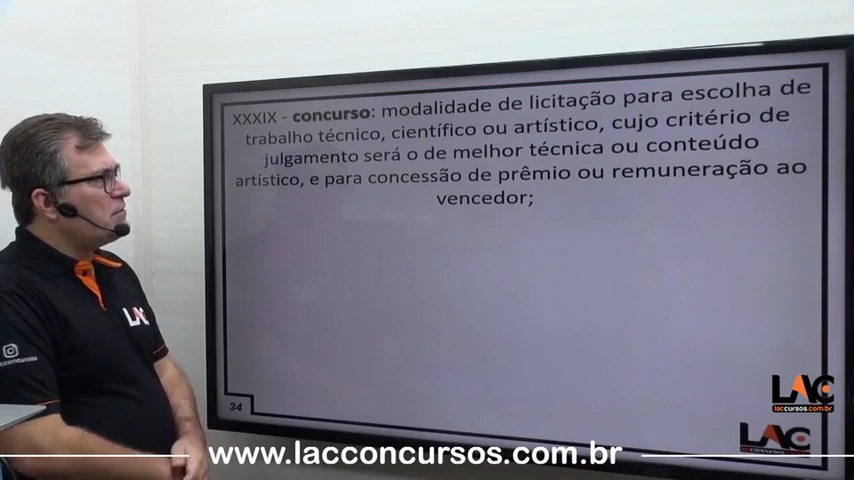 XXXIX - concurso: modalidade de licitação para escolha de
trabalho técnico, científico ou artístico, cujo critério de
julgamento será o de melhor técnica ou conteúdo
artístico, e para concessão de prêmio ou remuneração ao
vencedor;
LAC
34
LAC
laccursos.com.br
LAC
www.lacconcursos.com.br